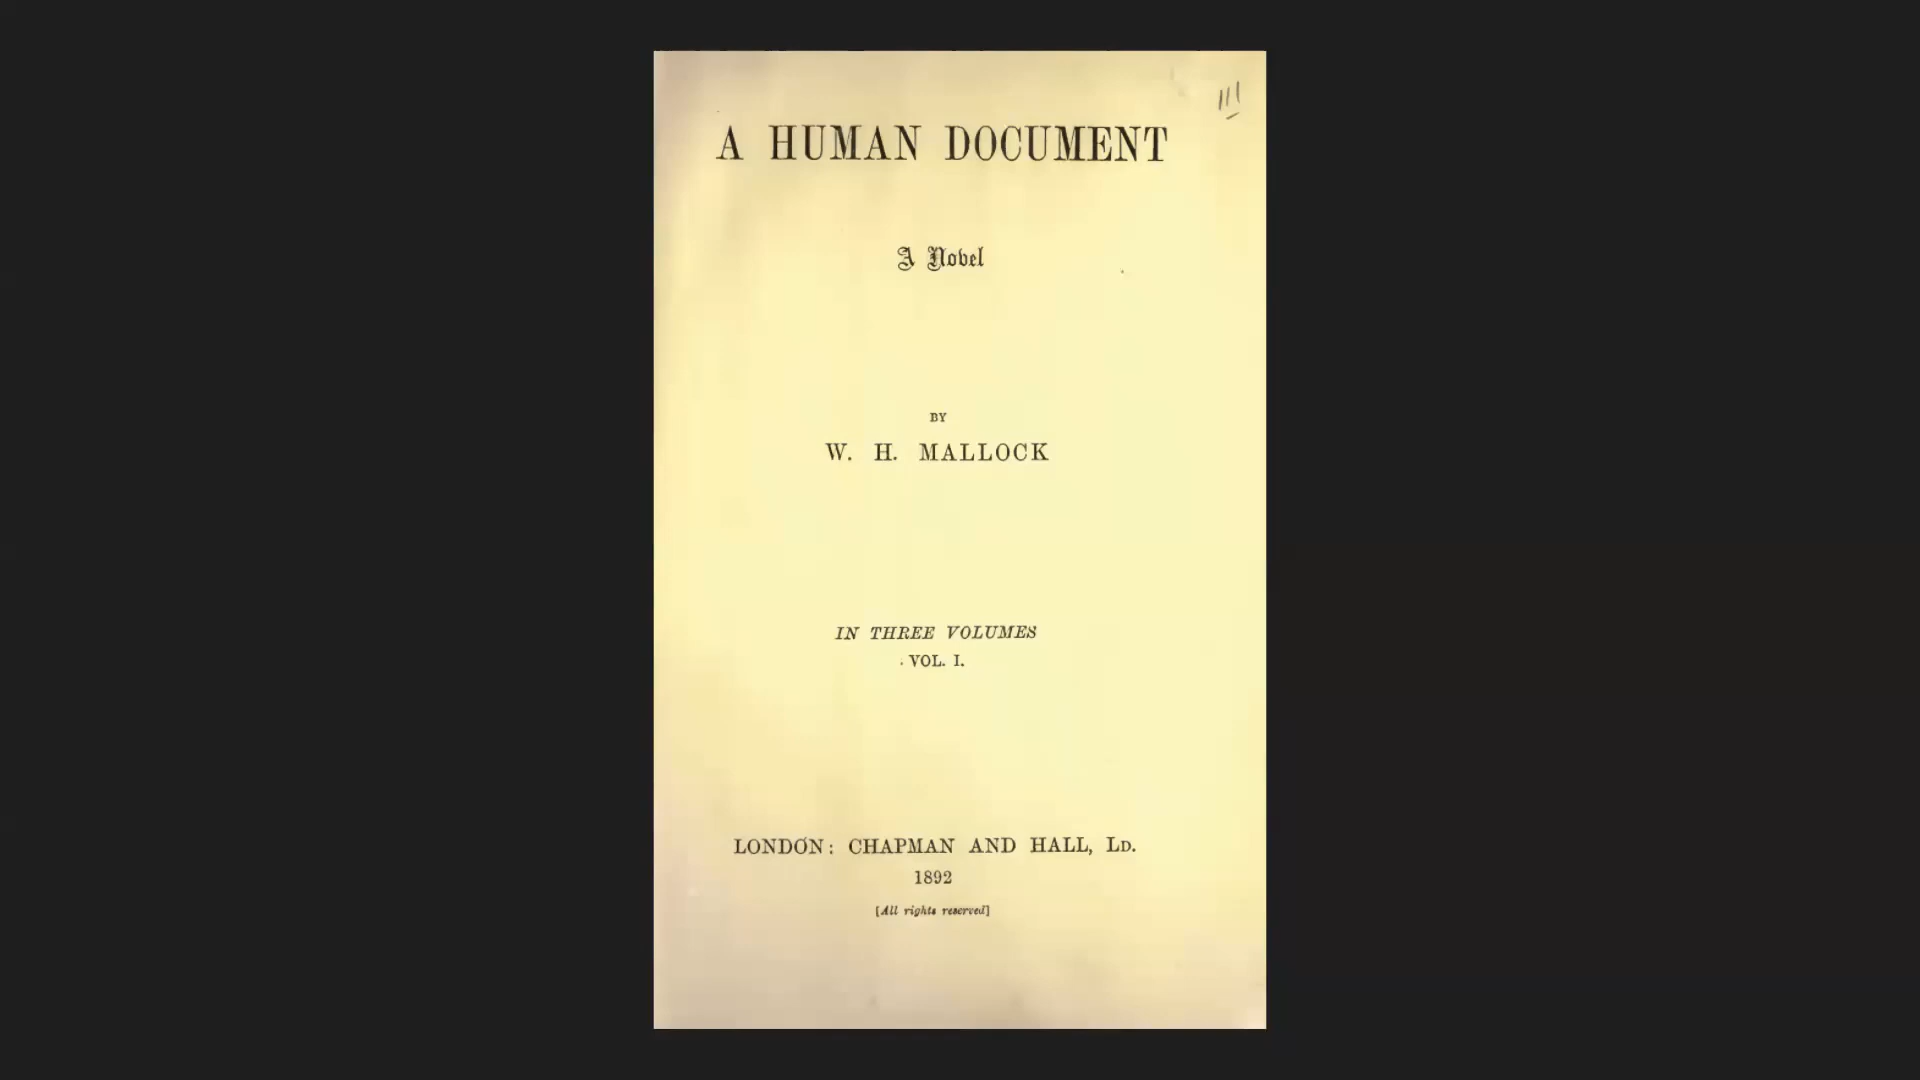 A HUMAN DOCUMENT
A Novel
BY
W. H. MALLOCK
IN THREE VOLUMES
VOL. I.
LONDON: CHAPMAN AND HALL, LD.
1892
[All rights reserved]